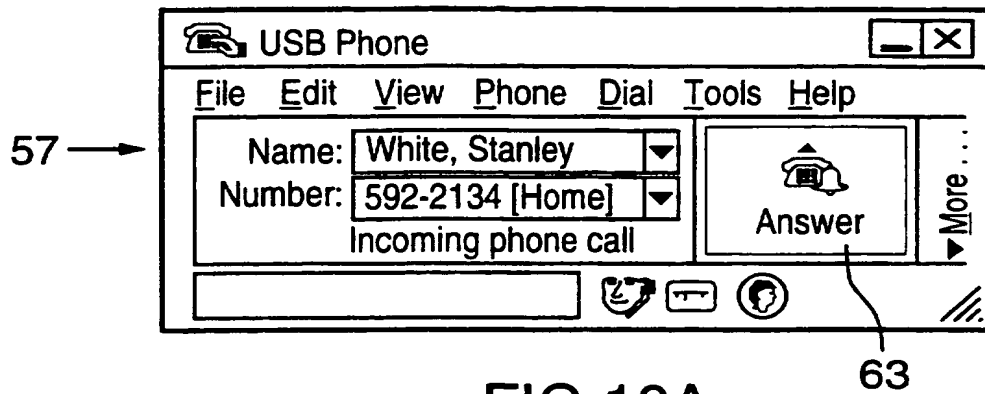 USB Phone
File Edit View Phone Dial Tools Help
57
Name: White, Stanley
Number: 592-2134 [Home]
Incoming phone call
Answer
More...
63